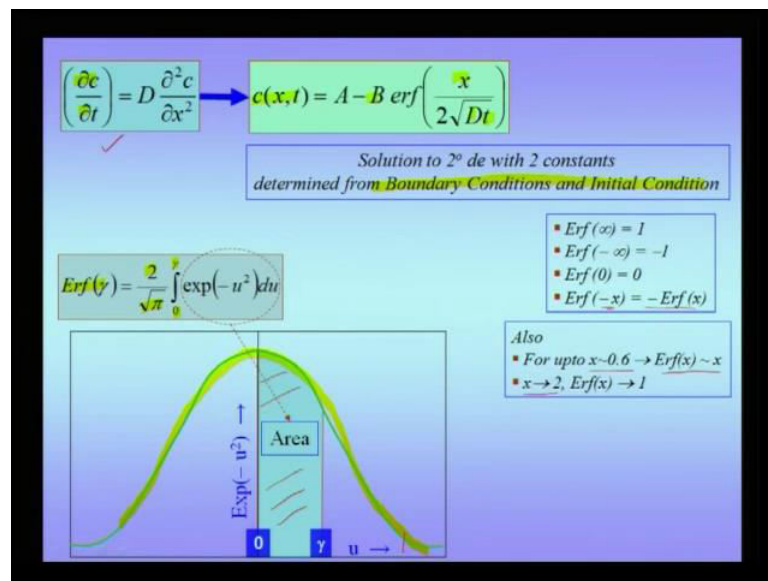 (∂c/∂t) = D ∂²c/∂x²
c(x,t) = A − B erf(x/(2√(Dt)))
Solution to 2º de with 2 constants
determined from Boundary Conditions and Initial Condition
▪ Erf (∞) = 1
▪ Erf (− ∞) = −1
▪ Erf (0) = 0
▪ Erf (−x) = −Erf (x)
Erf (γ) = 2/√π ∫₀^γ exp(−u²)du
Also
▪ For upto x~0.6 → Erf(x) ~ x
▪ x→2, Erf(x) → 1
Exp(− u²) →
Area
0
γ
u →